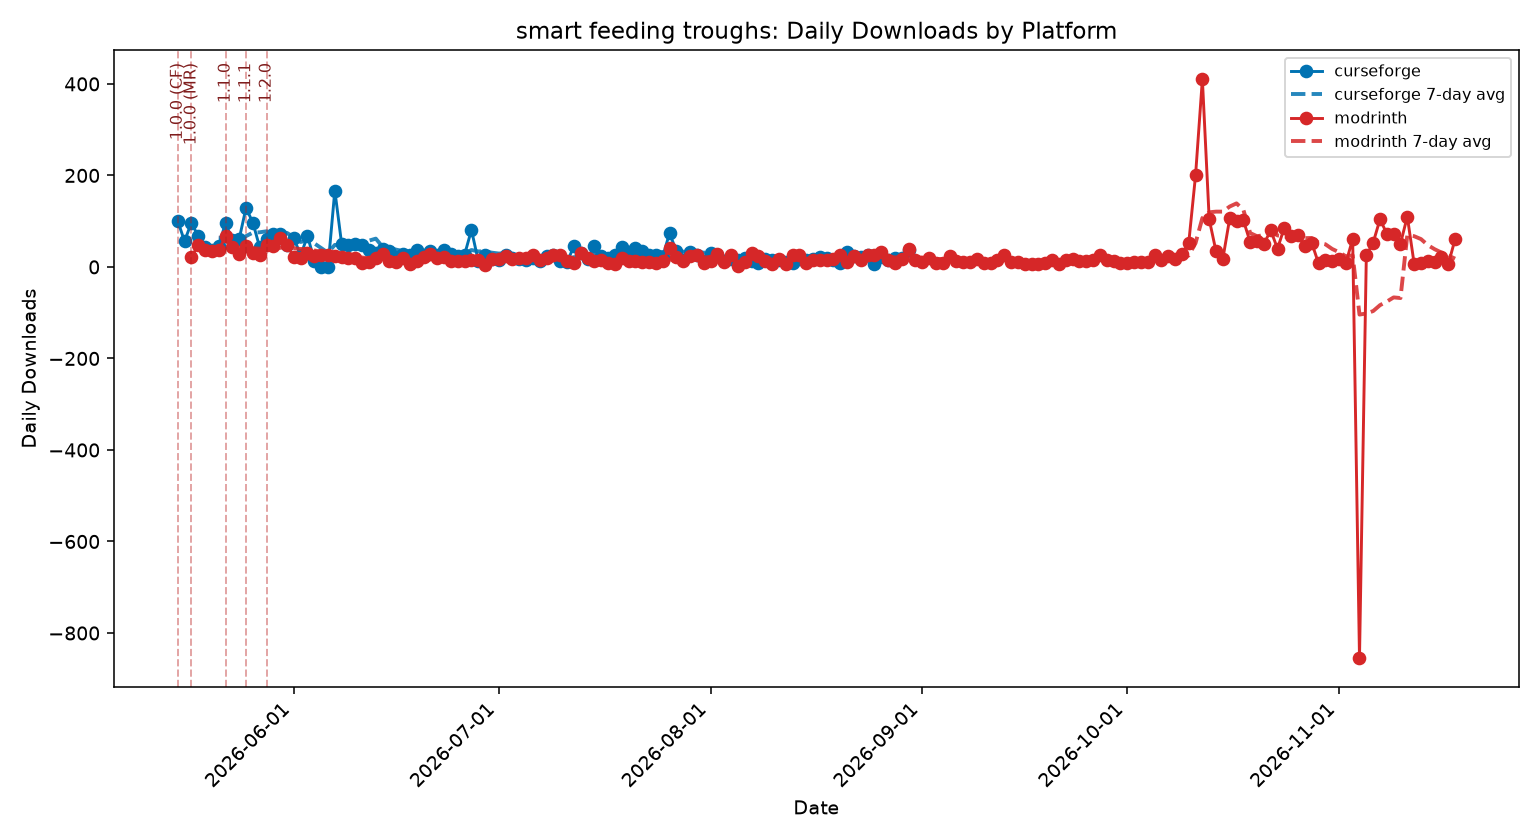 smart feeding troughs: Daily Downloads by Platform
1.0.0 (CF)
1.0.0 (MR)
1.1.0
1.1.1
1.2.0
curseforge
curseforge 7-day avg
modrinth
modrinth 7-day avg
400
200
0
−200
−400
−600
−800
Daily Downloads
2026-06-01
2026-07-01
2026-08-01
2026-09-01
2026-10-01
2026-11-01
Date